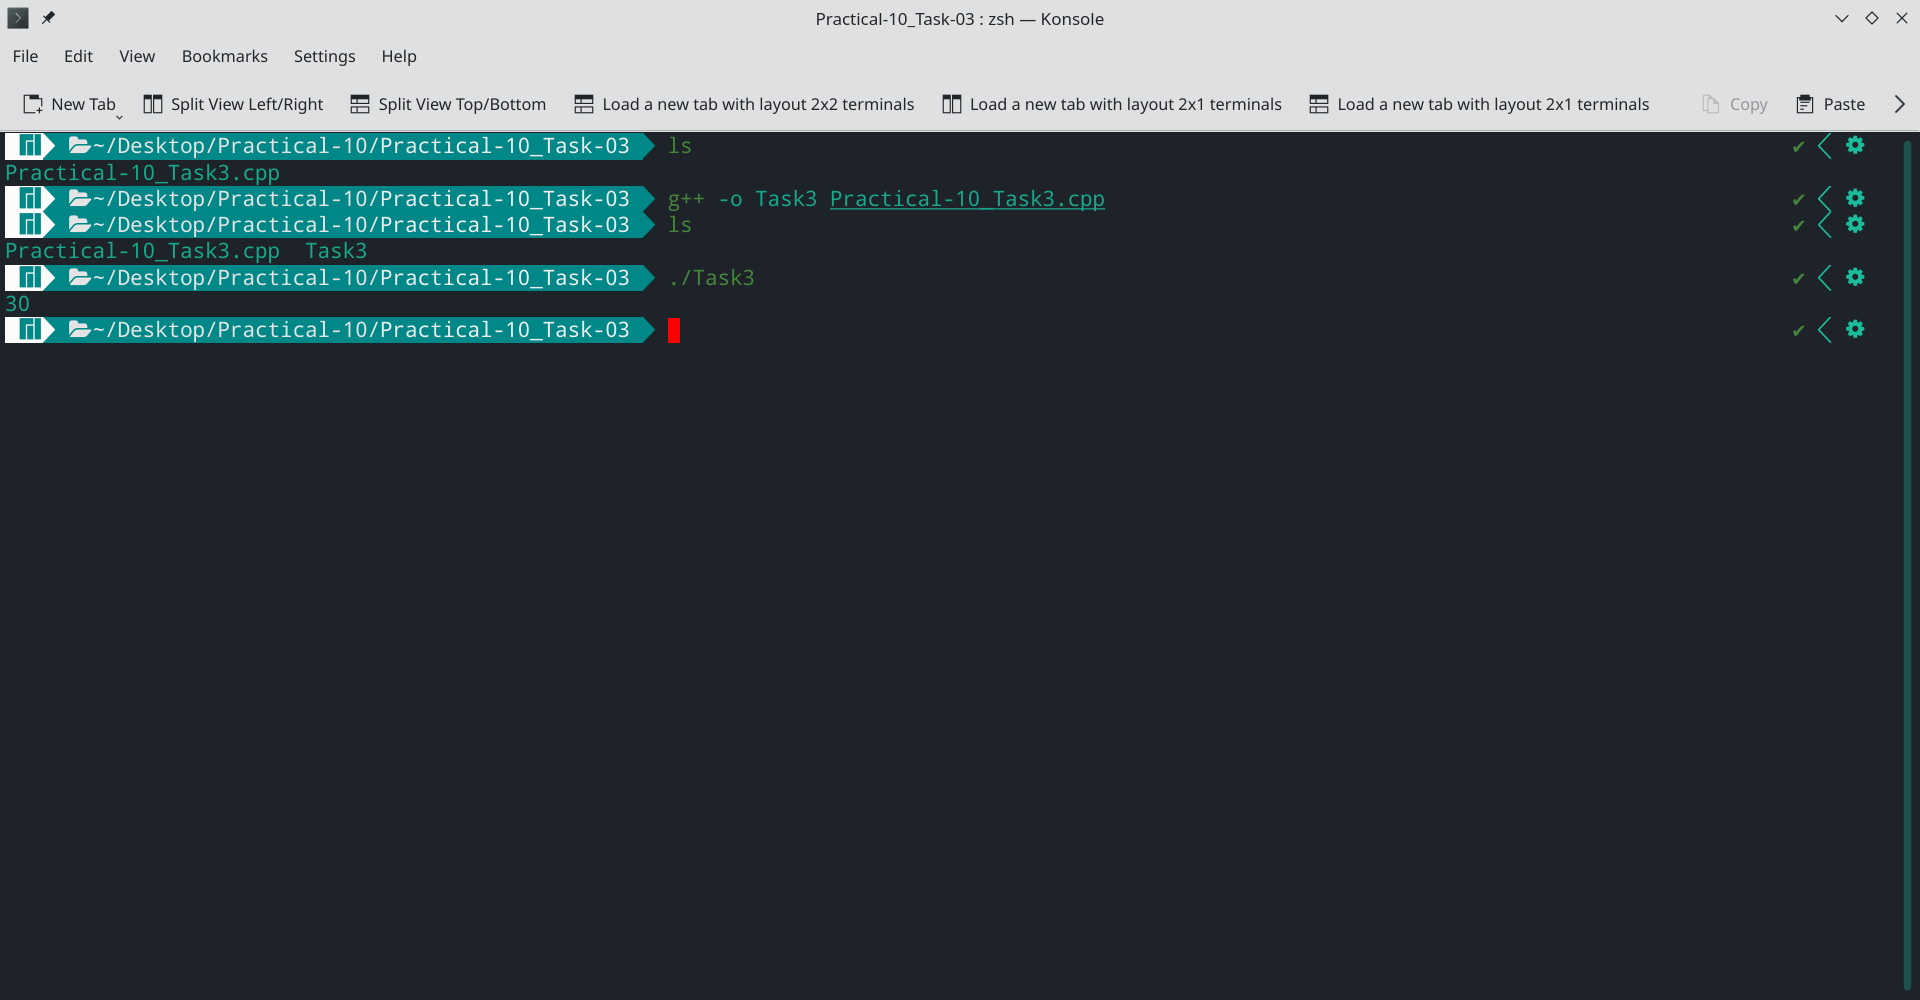 Practical-10_Task-03 : zsh — Konsole
File Edit View Bookmarks Settings Help
New Tab Split View Left/Right Split View Top/Bottom Load a new tab with layout 2x2 terminals Load a new tab with layout 2x1 terminals Load a new tab with layout 2x1 terminals Copy Paste
~/Desktop/Practical-10/Practical-10_Task-03 ls
Practical-10_Task3.cpp
~/Desktop/Practical-10/Practical-10_Task-03 g++ -o Task3 Practical-10_Task3.cpp
~/Desktop/Practical-10/Practical-10_Task-03 ls
Practical-10_Task3.cpp Task3
~/Desktop/Practical-10/Practical-10_Task-03 ./Task3
30
~/Desktop/Practical-10/Practical-10_Task-03